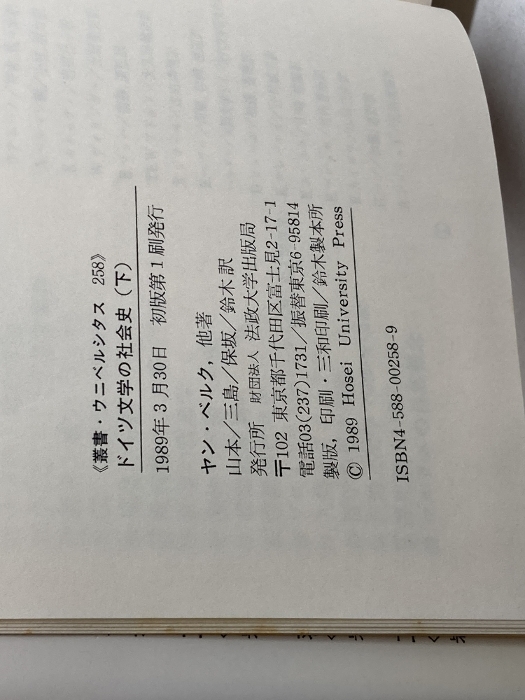 《叢書・ウニベルシタス 258》
ドイツ文学の社会史（下）
1989年3月30日 初版第1刷発行
ヤン・ベルク，他著
山本／三島／保坂／鈴木 訳
発行所 財団法人 法政大学出版局
〒102 東京都千代田区富士見2-17-1
電話03(237)1731／振替東京6-95814
製版，印刷・三和印刷／鈴木製本所
© 1989 Hosei University Press
ISBN4-588-00258-9